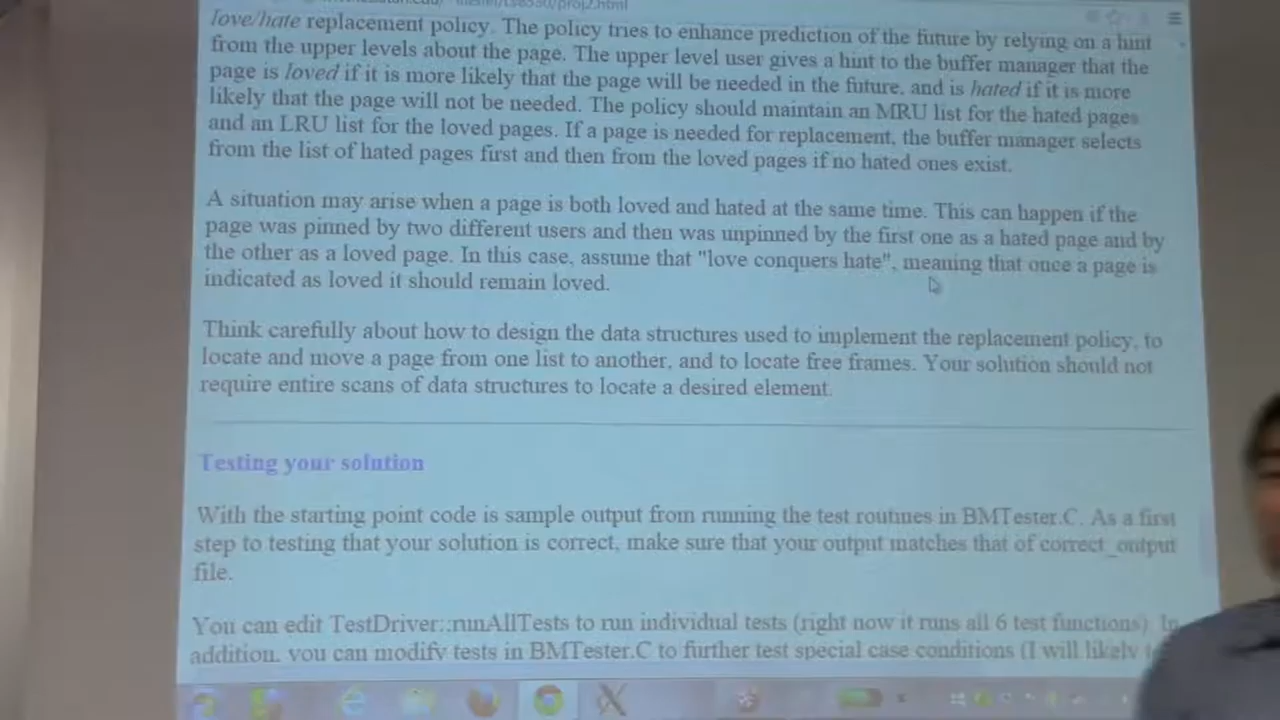 love/hate replacement policy. The policy tries to enhance prediction of the future by relying on a hint
from the upper levels about the page. The upper level user gives a hint to the buffer manager that the
page is loved if it is more likely that the page will be needed in the future, and is hated if it is more
likely that the page will not be needed. The policy should maintain an MRU list for the hated pages
and an LRU list for the loved pages. If a page is needed for replacement, the buffer manager selects
from the list of hated pages first and then from the loved pages if no hated ones exist.
A situation may arise when a page is both loved and hated at the same time. This can happen if the
page was pinned by two different users and then was unpinned by the first one as a hated page and by
the other as a loved page. In this case, assume that "love conquers hate", meaning that once a page is
indicated as loved it should remain loved.
Think carefully about how to design the data structures used to implement the replacement policy, to
locate and move a page from one list to another, and to locate free frames. Your solution should not
require entire scans of data structures to locate a desired element.
Testing your solution
With the starting point code is sample output from running the test routines in BMTester.C. As a first
step to testing that your solution is correct, make sure that your output matches that of correct_output
file.
You can edit TestDriver::runAllTests to run individual tests (right now it runs all 6 test functions). In
addition, you can modify tests in BMTester.C to further test special case conditions (I will likely